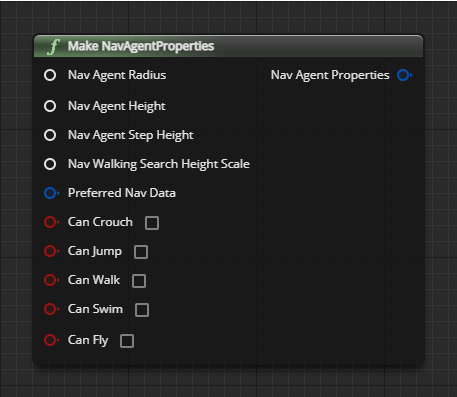 f Make NavAgentProperties
Nav Agent Radius Nav Agent Properties
Nav Agent Height
Nav Agent Step Height
Nav Walking Search Height Scale
Preferred Nav Data
Can Crouch
Can Jump
Can Walk
Can Swim
Can Fly